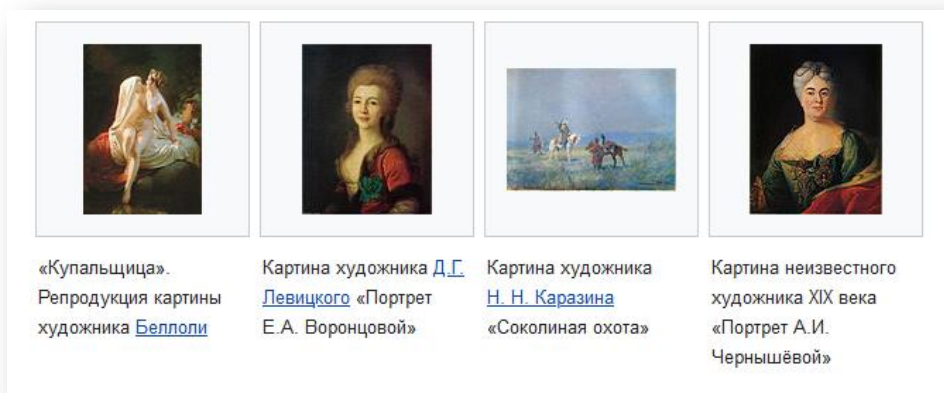 «Купальщица».
Репродукция картины
художника Беллоли
Картина художника Д.Г.
Левицкого «Портрет
Е.А. Воронцовой»
Картина художника
Н. Н. Каразина
«Соколиная охота»
Картина неизвестного
художника XIX века
«Портрет А.И.
Чернышёвой»